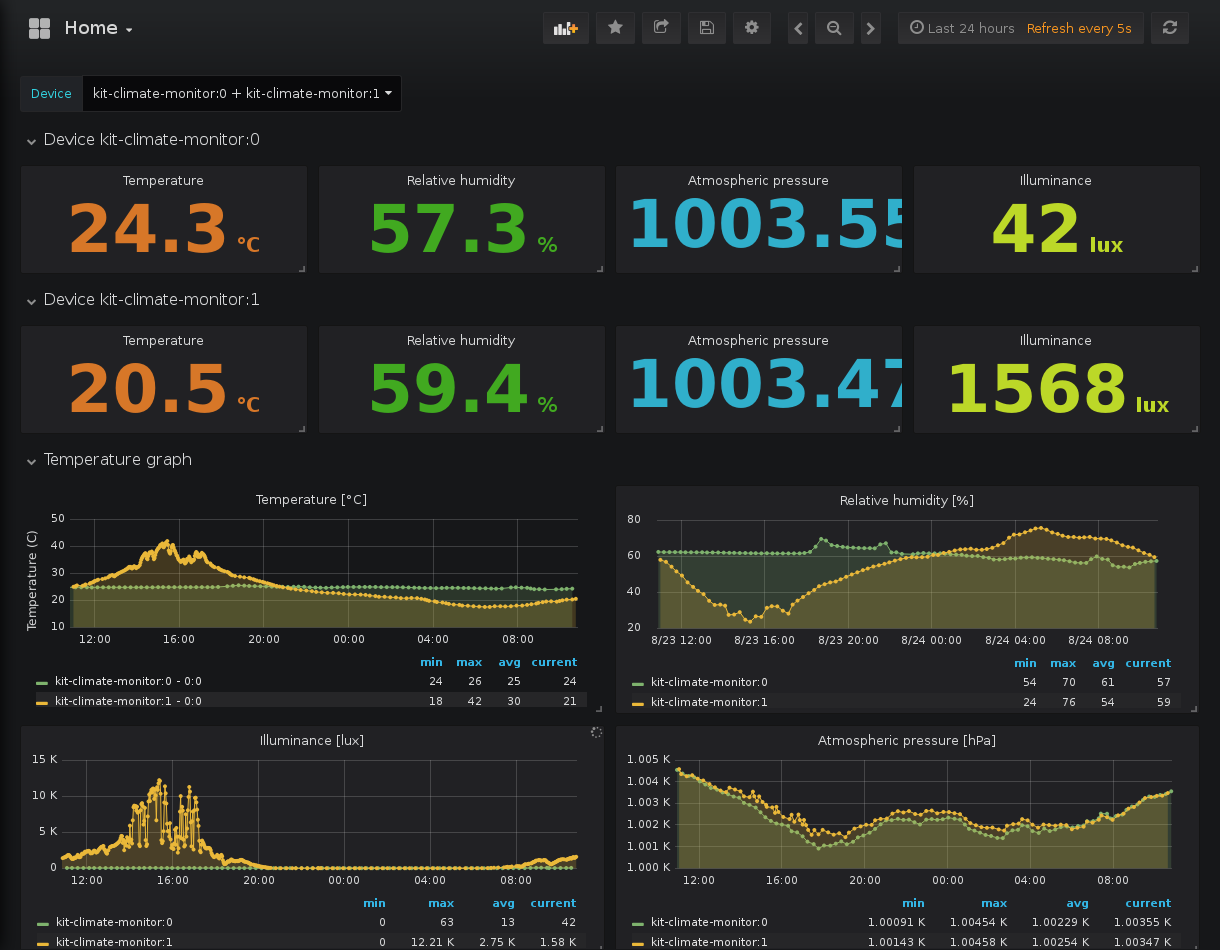 Home
Last 24 hours Refresh every 5s
Device kit-climate-monitor:0 + kit-climate-monitor:1
Device kit-climate-monitor:0
Temperature Relative humidity Atmospheric pressure Illuminance
24.3 °C 57.3 % 1003.55 42 lux
Device kit-climate-monitor:1
Temperature Relative humidity Atmospheric pressure Illuminance
20.5 °C 59.4 % 1003.47 1568 lux
Temperature graph
Temperature [°C]
Temperature (C)
50
40
30
20
10
12:00 16:00 20:00 00:00 04:00 08:00
min max avg current
kit-climate-monitor:0 - 0:0 24 26 25 24
kit-climate-monitor:1 - 0:0 18 42 30 21
Relative humidity [%]
80
60
40
20
8/23 12:00 8/23 16:00 8/23 20:00 8/24 00:00 8/24 04:00 8/24 08:00
min max avg current
kit-climate-monitor:0 54 70 61 57
kit-climate-monitor:1 24 76 54 59
Illuminance [lux]
15 K
10 K
5 K
0
12:00 16:00 20:00 00:00 04:00 08:00
min max avg current
kit-climate-monitor:0 0 63 13 42
kit-climate-monitor:1 0 12.21 K 2.75 K 1.58 K
Atmospheric pressure [hPa]
1.005 K
1.004 K
1.003 K
1.002 K
1.001 K
1.000 K
12:00 16:00 20:00 00:00 04:00 08:00
min max avg current
kit-climate-monitor:0 1.00091 K 1.00454 K 1.00229 K 1.00355 K
kit-climate-monitor:1 1.00143 K 1.00458 K 1.00254 K 1.00347 K